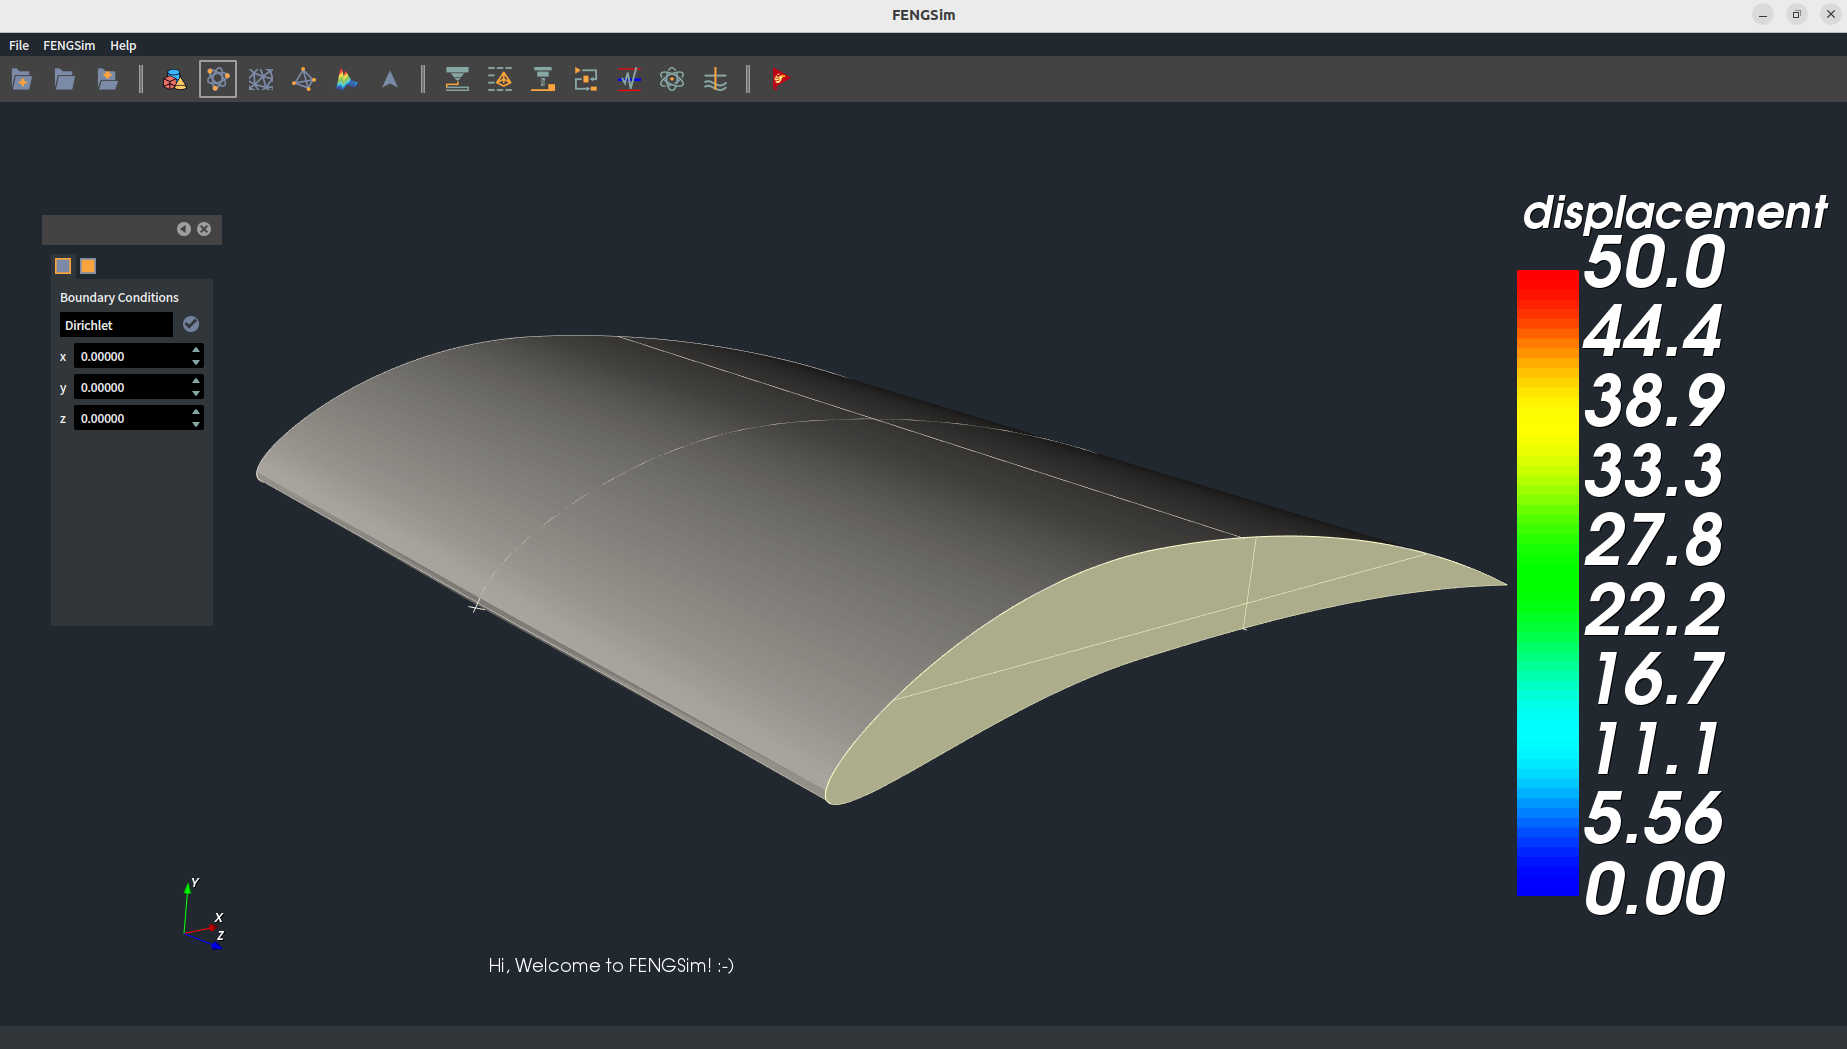 FENGSim
File FENGSim Help
Boundary Conditions
Dirichlet
x 0.00000
y 0.00000
z 0.00000
displacement
50.0
44.4
38.9
33.3
27.8
22.2
16.7
11.1
5.56
0.00
Y
X
Z
Hi, Welcome to FENGSim! :-)